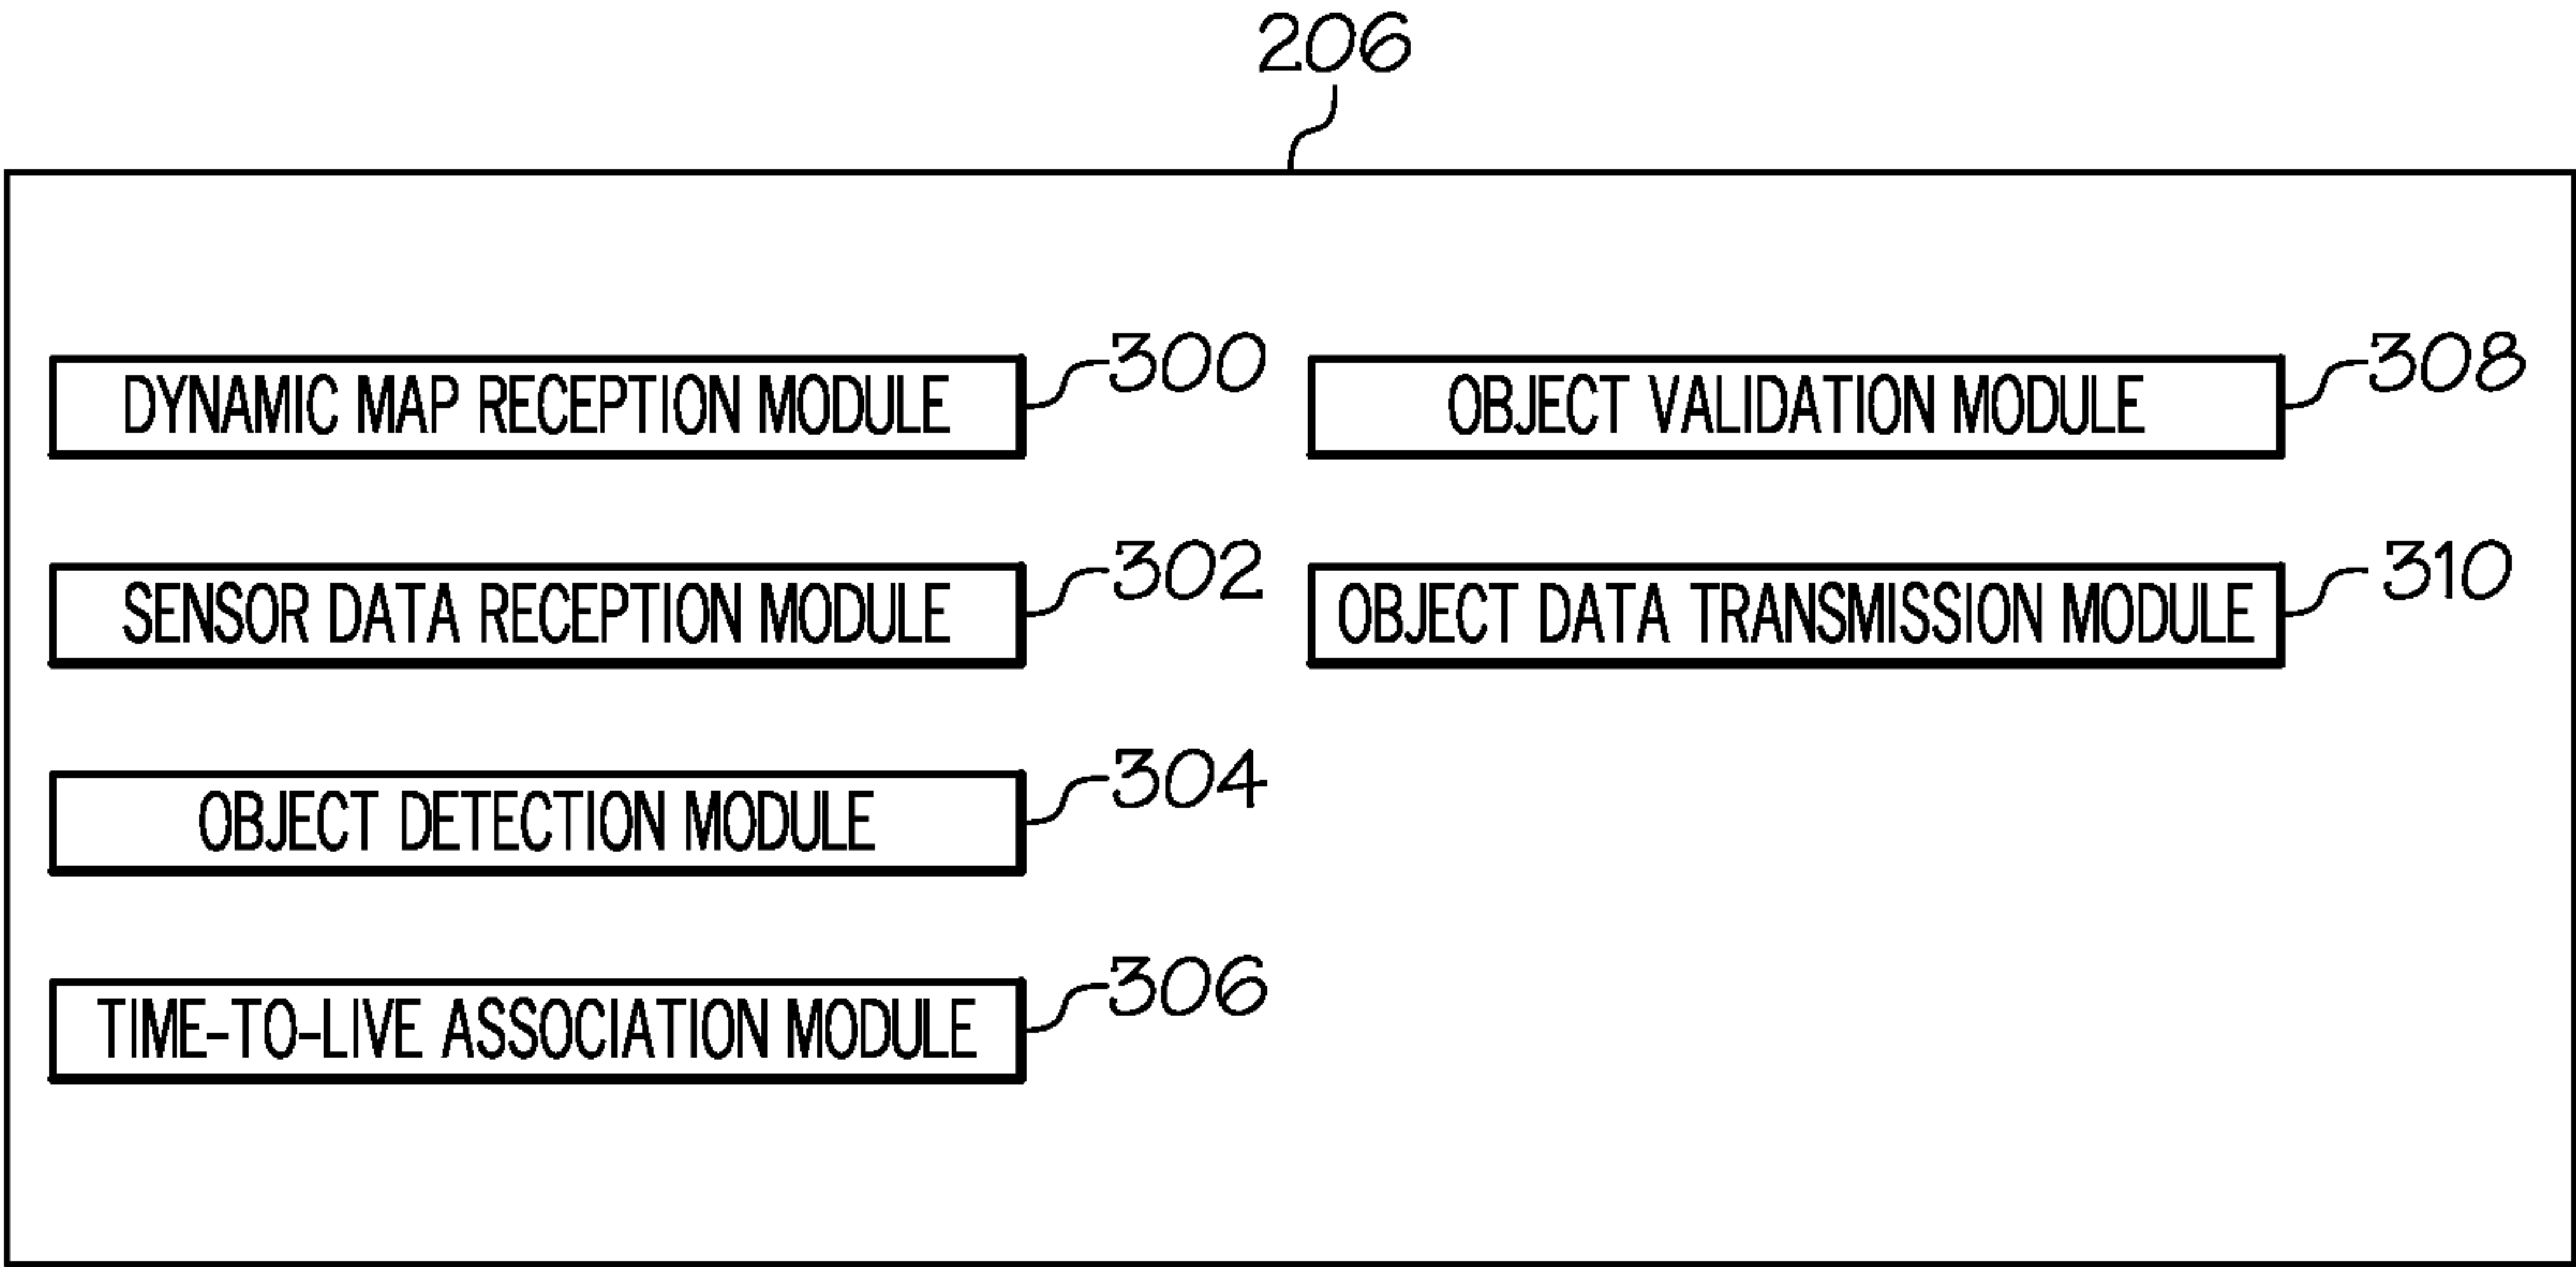 206
DYNAMIC MAP RECEPTION MODULE
300
SENSOR DATA RECEPTION MODULE
302
OBJECT DETECTION MODULE
304
TIME-TO-LIVE ASSOCIATION MODULE
306
OBJECT VALIDATION MODULE
308
OBJECT DATA TRANSMISSION MODULE
310